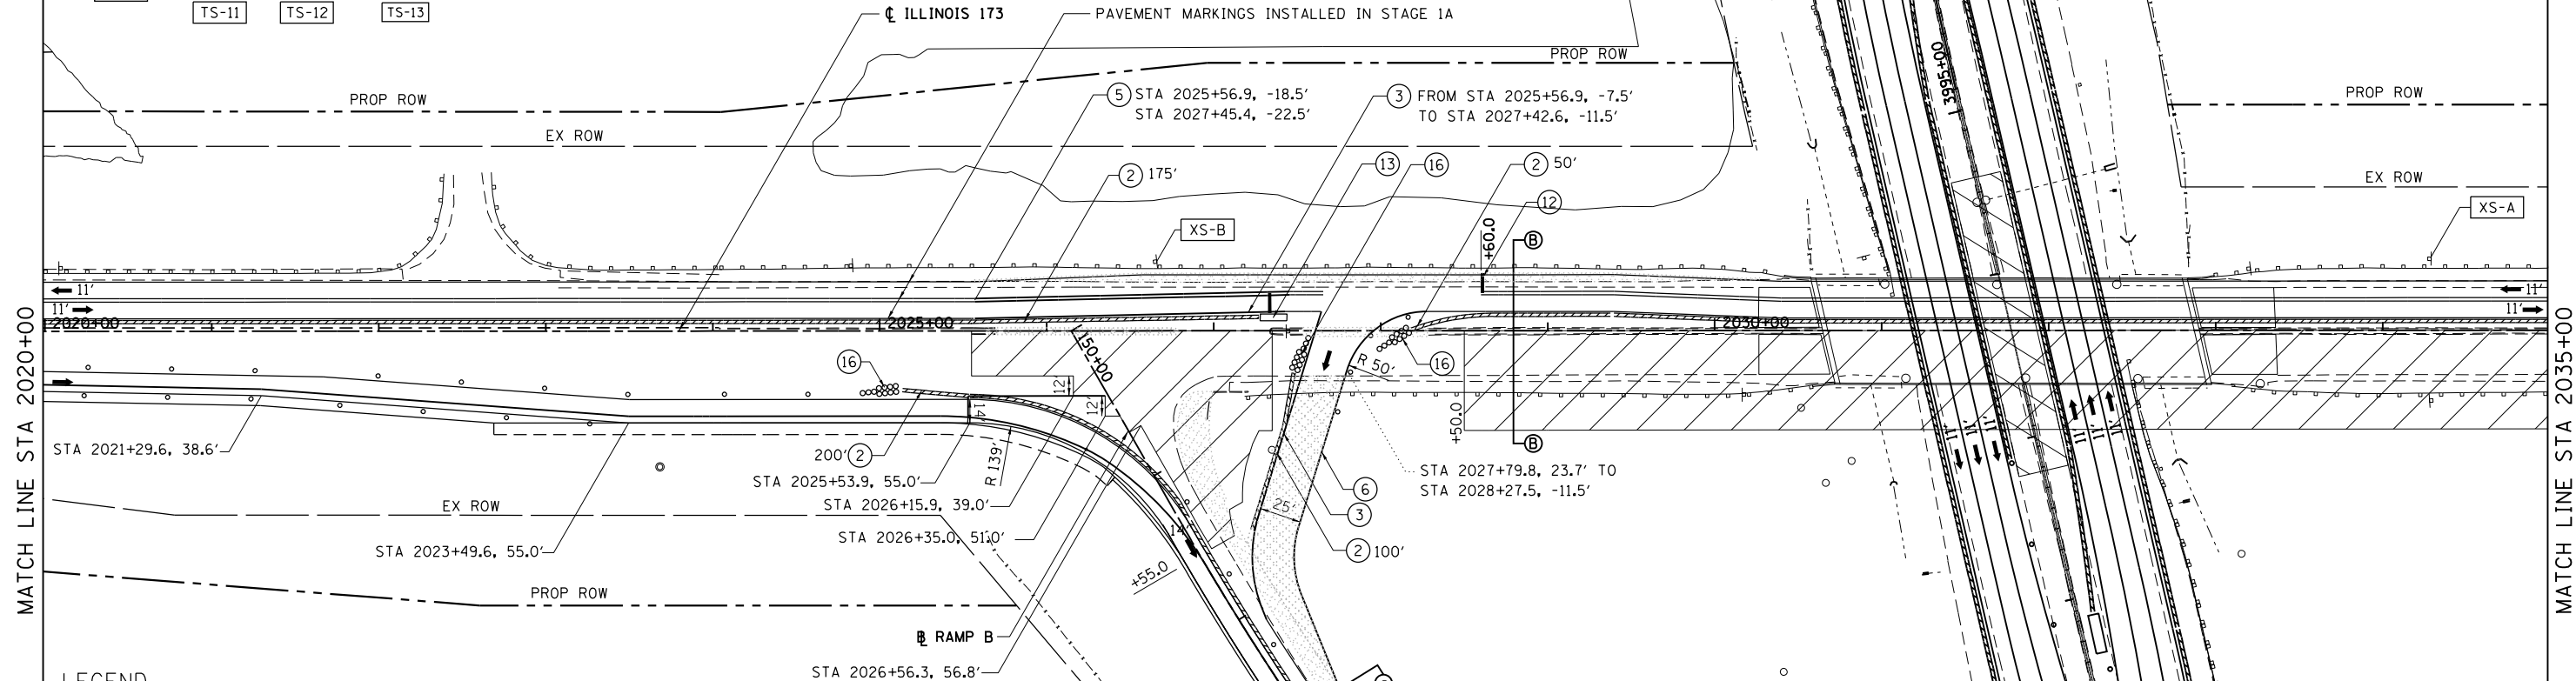 TS-11 TS-12 TS-13
℄ ILLINOIS 173
PAVEMENT MARKINGS INSTALLED IN STAGE 1A
PROP ROW
PROP ROW
PROP ROW
EX ROW
EX ROW
5 STA 2025+56.9, -18.5'
STA 2027+45.4, -22.5'
3 FROM STA 2025+56.9, -7.5'
TO STA 2027+42.6, -11.5'
2 175'
13
16
2 50'
12
3995+00
XS-B
XS-A
+60.0
B
11'
11'
11'
11'
2020+00
2025+00
2030+00
MATCH LINE STA 2020+00
MATCH LINE STA 2035+00
150+00
16
16
R 50'
12'
12'
14'
+50.0
B
11' 11' 11'
11' 11' 11'
STA 2021+29.6, 38.6'
200' 2
R 139'
STA 2025+53.9, 55.0'
STA 2026+15.9, 39.0'
STA 2026+35.0, 51.0'
STA 2027+79.8, 23.7' TO
STA 2028+27.5, -11.5'
6
3
25'
2 100'
EX ROW
STA 2023+49.6, 55.0'
14'
+55.0
PROP ROW
℄ RAMP B
STA 2026+56.3, 56.8'
LEGEND